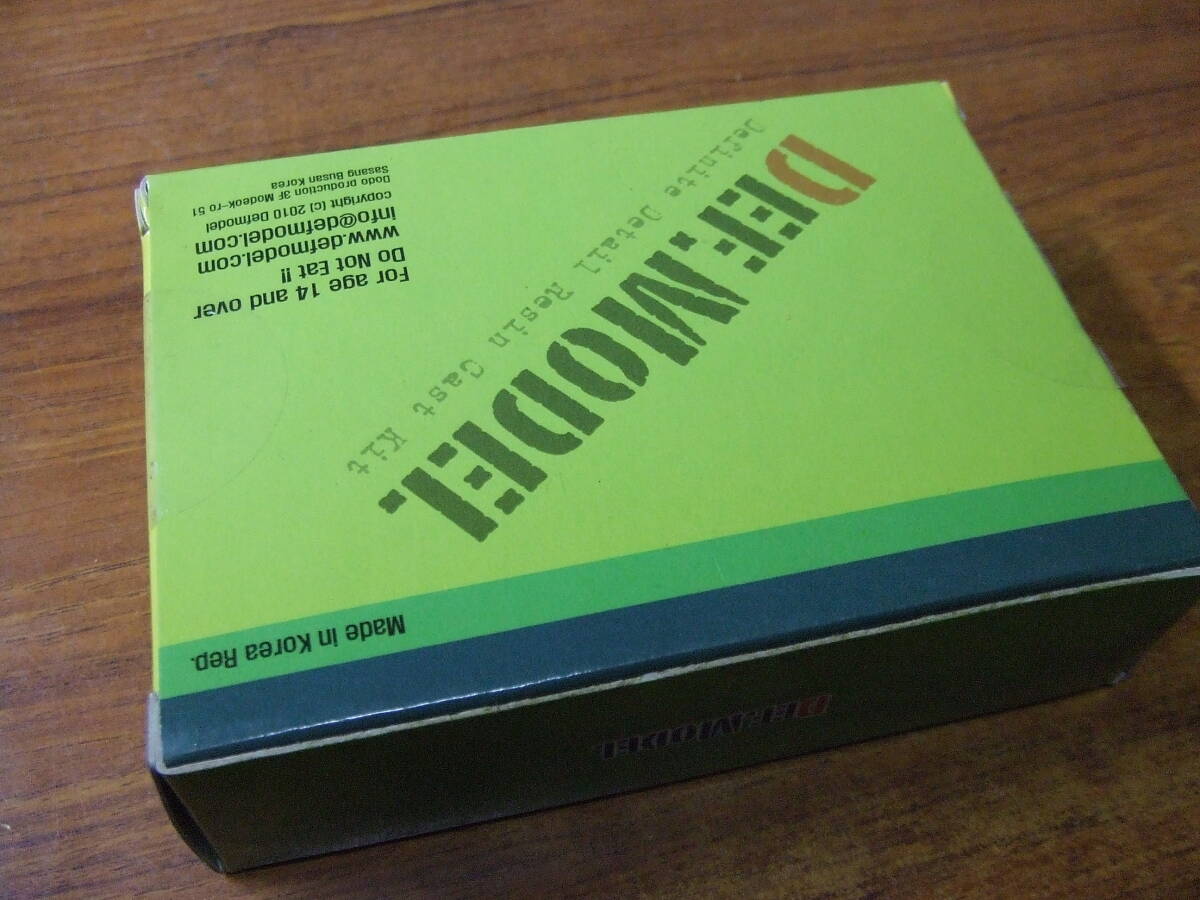 DEF.MODEL
Made in Korea Rep.
DEF.MODEL
Definite Detail Resin Cast Kit
For age 14 and over
Do Not Eat !!
www.defmodel.com
info@defmodel.com
copyright (c) 2010 Defmodel
Dodo production 3F Modeok-ro 51
Sasang Busan Korea